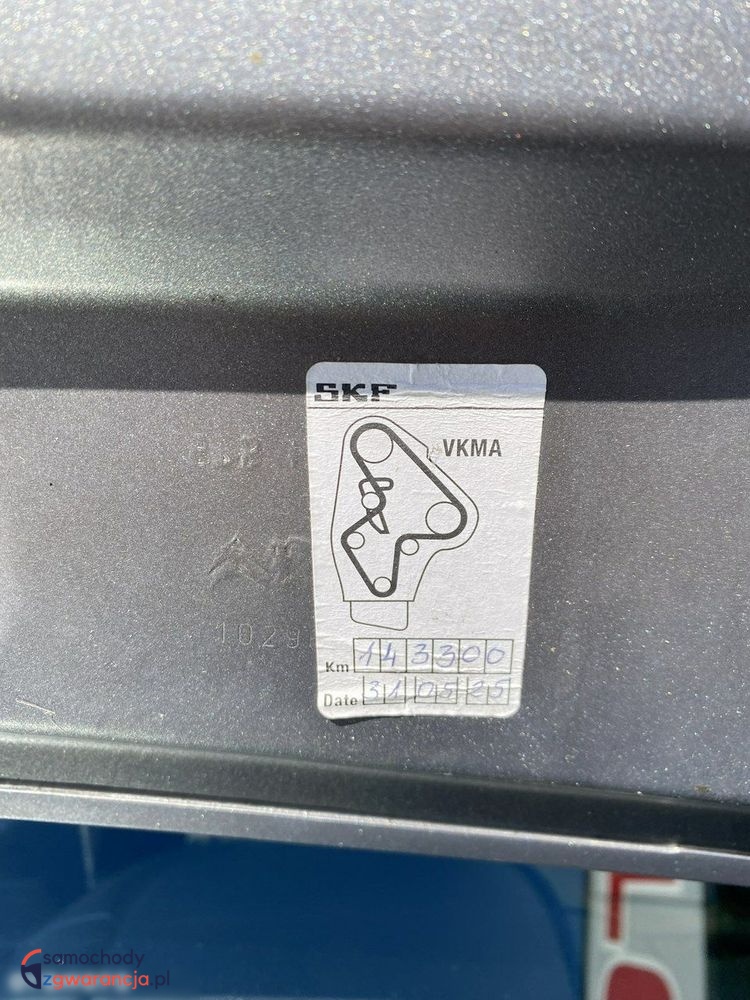 SKF
VKMA
1029
Km 143300
Date 31 05 25
samochody
zgwarancja.pl